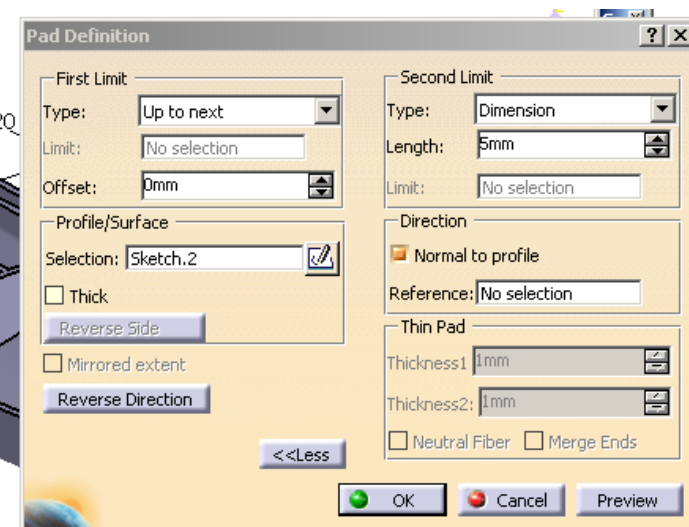 Pad Definition
? X
20
First Limit
Type: Up to next
Limit: No selection
Offset: 0mm
Profile/Surface
Selection: Sketch.2
Thick
Reverse Side
Mirrored extent
Reverse Direction
<<Less
Second Limit
Type: Dimension
Length: 5mm
Limit: No selection
Direction
Normal to profile
Reference: No selection
Thin Pad
Thickness1 1mm
Thickness2: 1mm
Neutral Fiber Merge Ends
OK Cancel Preview